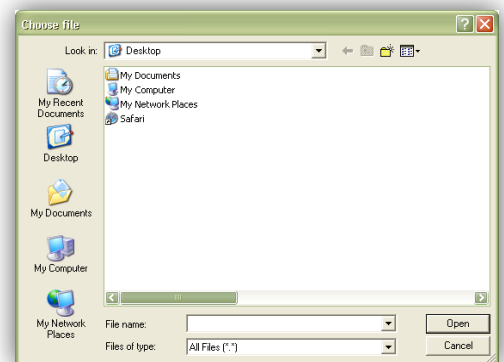 Choose file
Look in: Desktop
My Recent
Documents
Desktop
My Documents
My Computer
My Network
Places
My Documents
My Computer
My Network Places
Safari
File name: Open
Files of type: All Files (*.*) Cancel